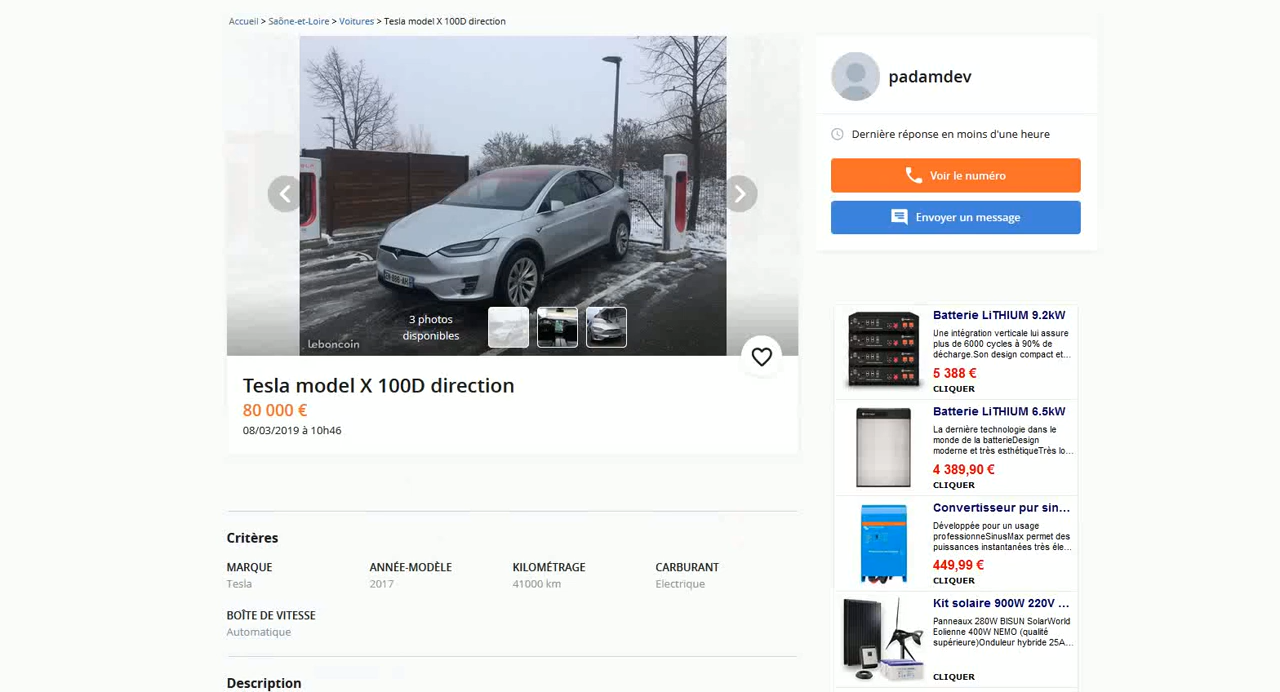 Accueil > Saône-et-Loire > Voitures > Tesla model X 100D direction
3 photos
disponibles
leboncoin
Tesla model X 100D direction
80 000 €
08/03/2019 à 10h46
Critères
MARQUE
Tesla
ANNÉE-MODÈLE
2017
KILOMÉTRAGE
41000 km
CARBURANT
Electrique
BOÎTE DE VITESSE
Automatique
Description
padamdev
Dernière réponse en moins d'une heure
Voir le numéro
Envoyer un message
Batterie LiTHIUM 9.2kW
Une intégration verticale lui assure
plus de 6000 cycles à 90% de
décharge.Son design compact et...
5 388 €
CLIQUER
Batterie LiTHIUM 6.5kW
La dernière technologie dans le
monde de la batterieDesign
moderne et très esthétiqueTrès lo...
4 389,90 €
CLIQUER
Convertisseur pur sin...
Développée pour un usage
professionneSinusMax permet des
puissances instantanées très éle...
449,99 €
CLIQUER
Kit solaire 900W 220V ...
Panneaux 280W BISUN SolarWorld
Eolienne 400W NEMO (qualité
supérieure)Onduleur hybride 25A...
CLIQUER